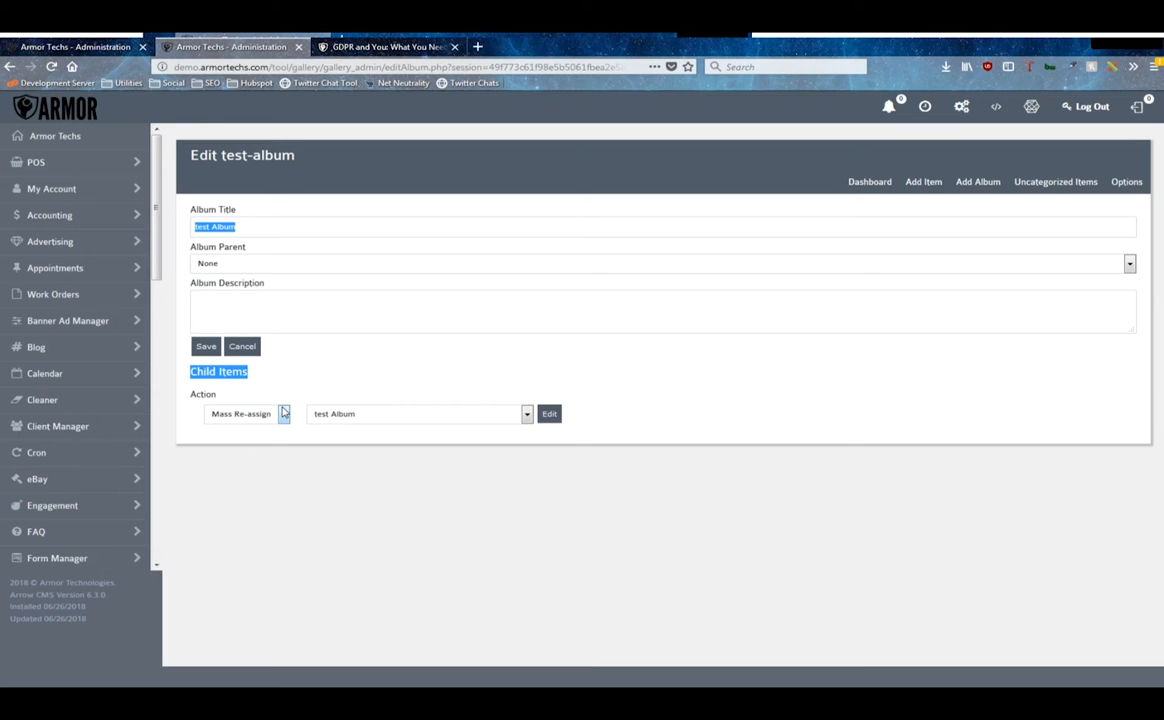 Armor Techs - Administration
Armor Techs - Administration
GDPR and You: What You Nee
demo.armortechs.com/tool/gallery/gallery_admin/editAlbum.php?session=49f773c61f98e5b5061fbea2e5
Search
Development Server Utilities Social SEO Hubspot Twitter Chat Tool Net Neutrality Twitter Chats
ARMOR
0
Log Out
0
Armor Techs
POS
My Account
Accounting
Advertising
Appointments
Work Orders
Banner Ad Manager
Blog
Calendar
Cleaner
Client Manager
Cron
eBay
Engagement
FAQ
Form Manager
2018 © Armor Technologies.
Arrow CMS Version 6.3.0
Installed 06/26/2018
Updated 06/26/2018
Edit test-album
Dashboard Add Item Add Album Uncategorized Items Options
Album Title
test Album
Album Parent
None
Album Description
Save Cancel
Child Items
Action
Mass Re-assign test Album Edit